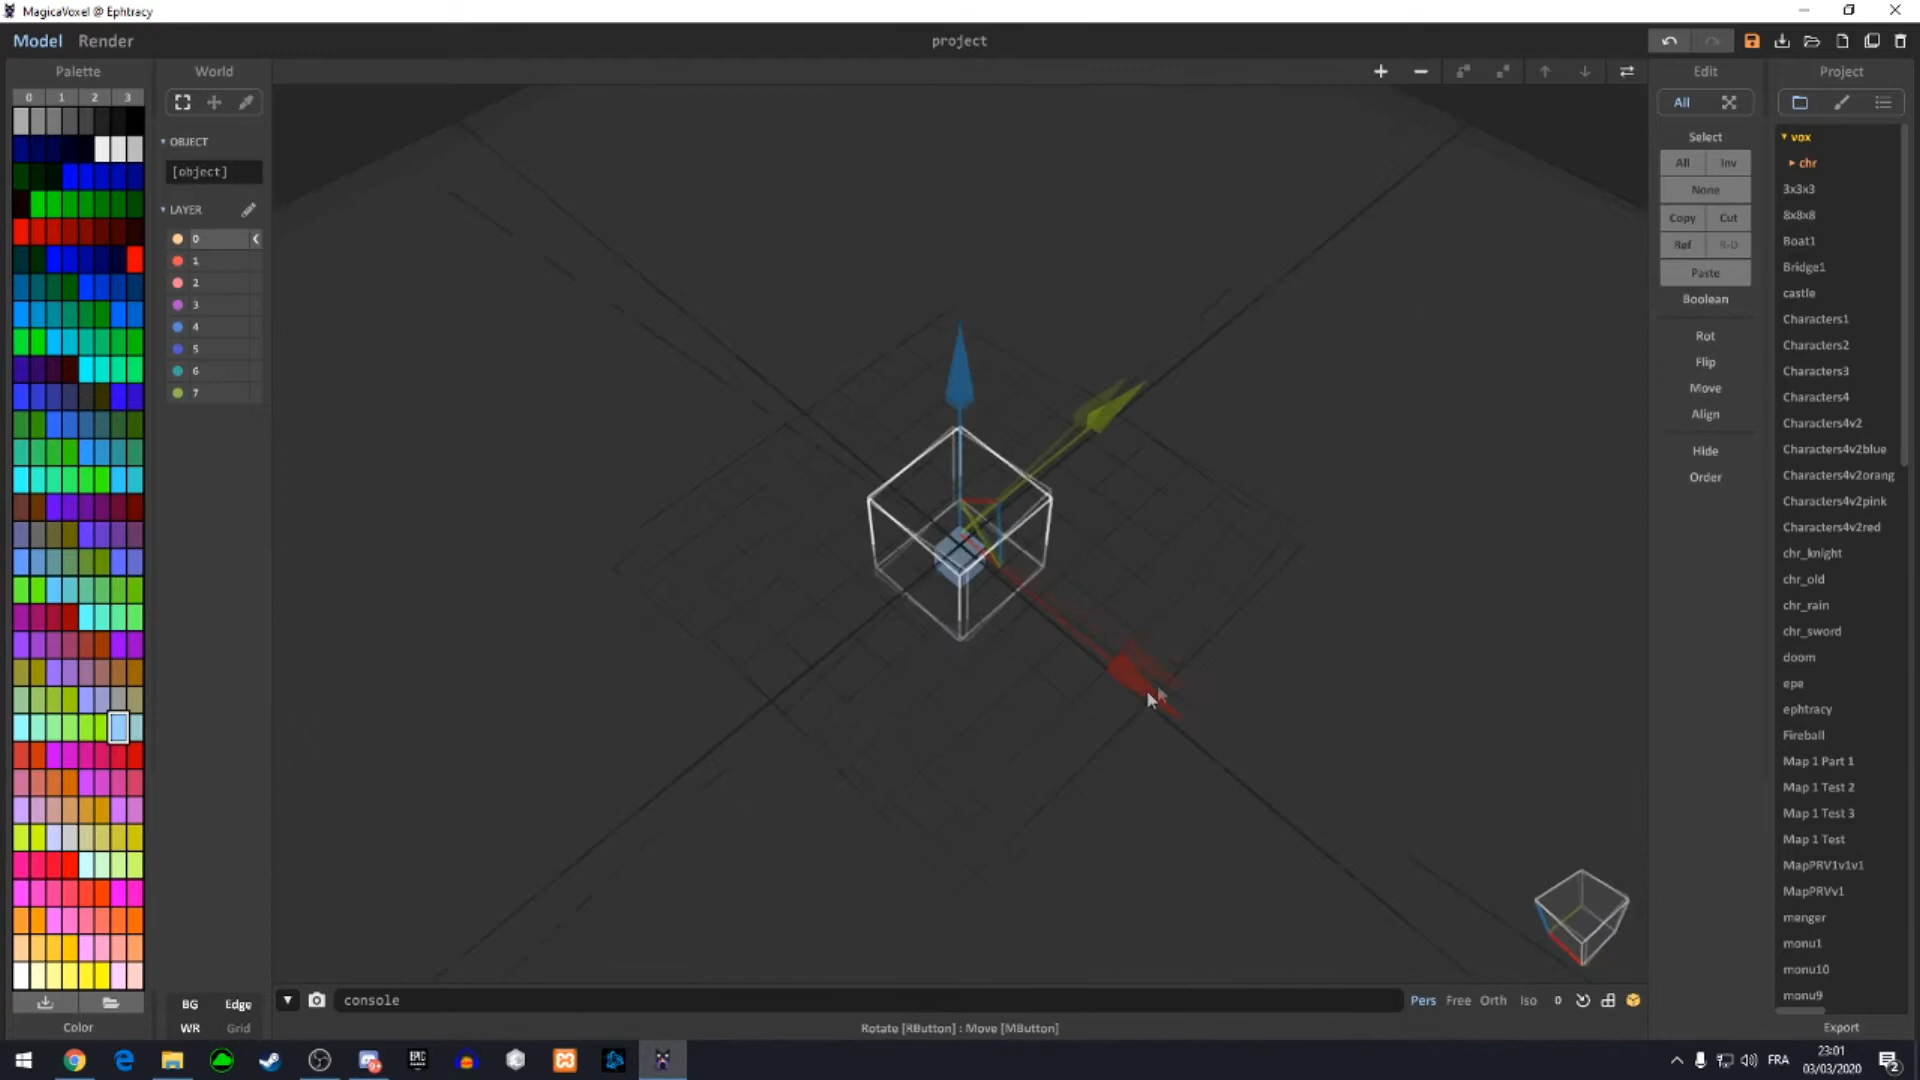 MagicaVoxel @ Ephtracy
Model Render
project
Palette
0 1 2 3
World
OBJECT
[object]
LAYER
0
1
2
3
4
5
6
7
BG Edge
WR Grid
Color
console
Pers Free Orth Iso 0
Rotate [RButton] : Move [MButton]
Edit
All
Select
All Inv
None
Copy Cut
Ref R-D
Paste
Boolean
Rot
Flip
Move
Align
Hide
Order
Project
vox
chr
3x3x3
8x8x8
Boat1
Bridge1
castle
Characters1
Characters2
Characters3
Characters4
Characters4v2
Characters4v2blue
Characters4v2orang
Characters4v2pink
Characters4v2red
chr_knight
chr_old
chr_rain
chr_sword
doom
epe
ephtracy
Fireball
Map 1 Part 1
Map 1 Test 2
Map 1 Test 3
Map 1 Test
MapPRV1v1v1
MapPRVv1
menger
monu1
monu10
monu9
Export
EPIC
FRA
23:01
03/03/2020
2